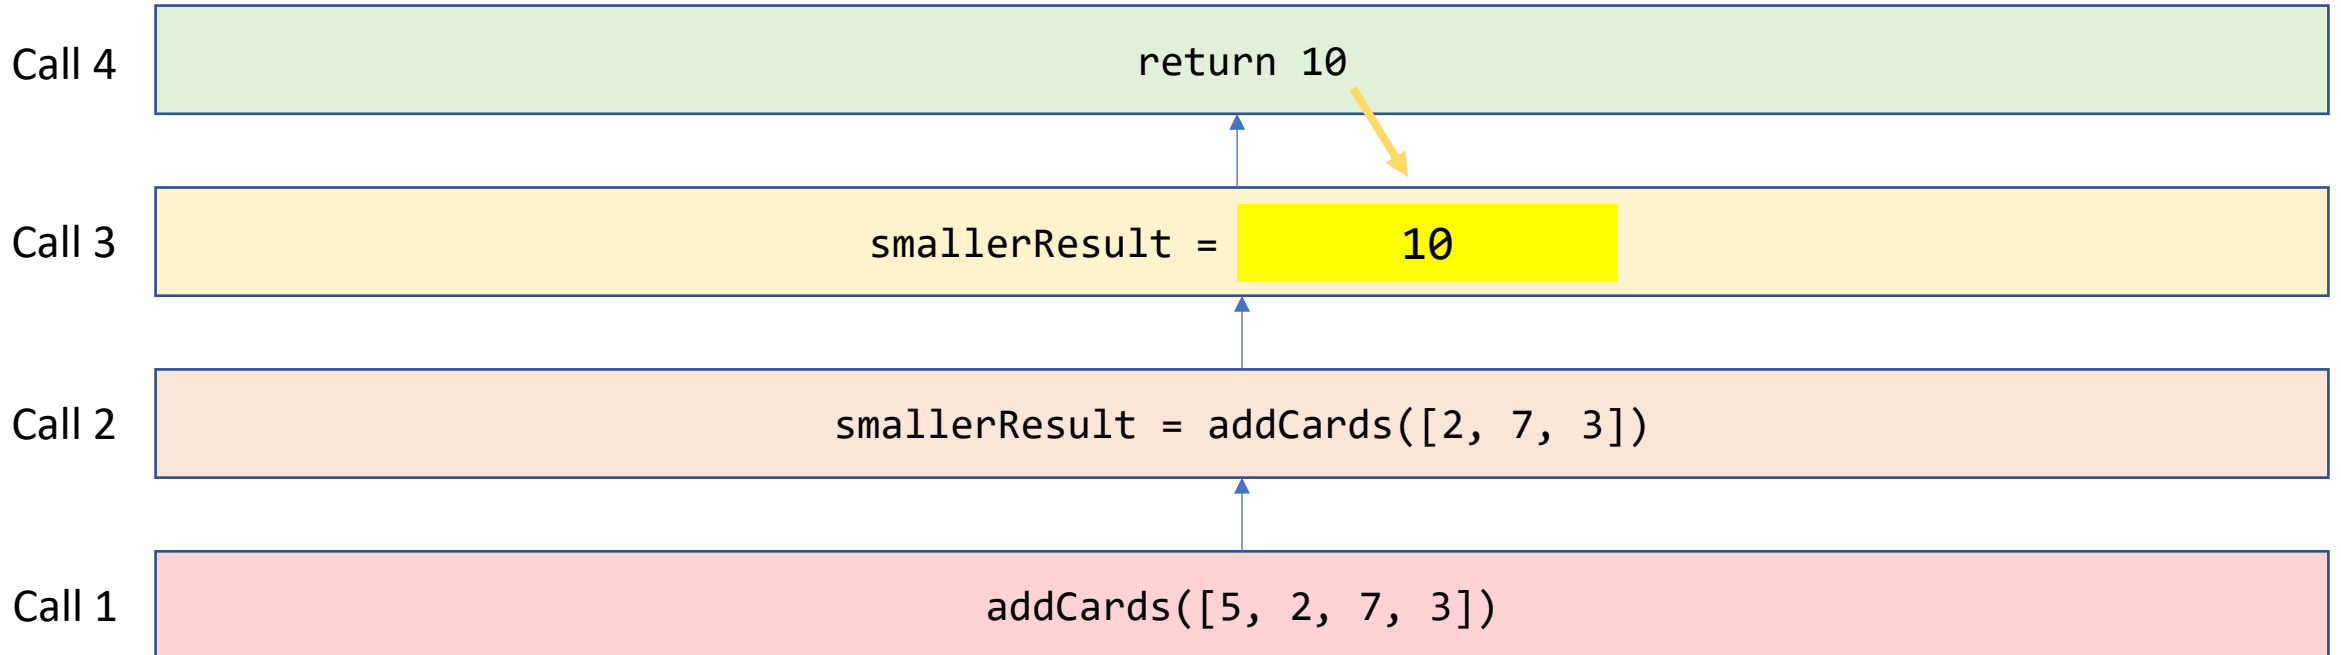 Call 4
return 10
Call 3
smallerResult = 10
Call 2
smallerResult = addCards([2, 7, 3])
Call 1
addCards([5, 2, 7, 3])